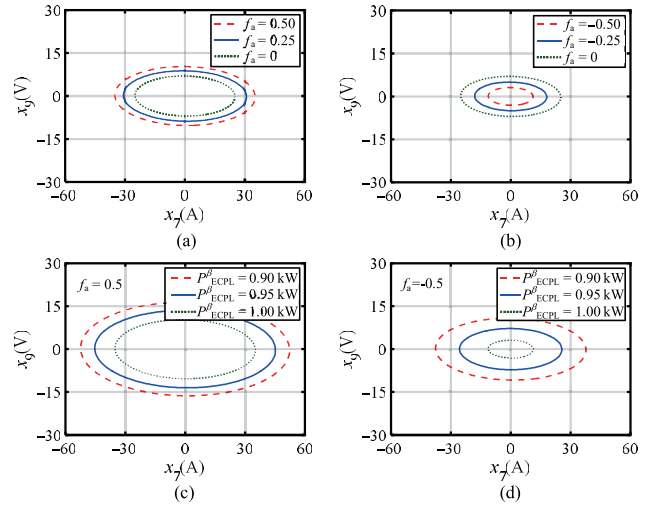 30
15
0
−15
−30
−60
−30
0
30
60
x9(V)
x7(A)
fa = 0.50
fa = 0.25
fa = 0
(a)
30
15
0
−15
−30
−60
−30
0
30
60
x9(V)
x7(A)
fa = −0.50
fa = −0.25
fa = 0
(b)
30
15
0
−15
−30
−60
−30
0
30
60
x9(V)
x7(A)
fa = 0.5
PβECPL = 0.90 kW
PβECPL = 0.95 kW
PβECPL = 1.00 kW
(c)
30
15
0
−15
−30
−60
−30
0
30
60
x9(V)
x7(A)
fa =-0.5
PβECPL = 0.90 kW
PβECPL = 0.95 kW
PβECPL = 1.00 kW
(d)